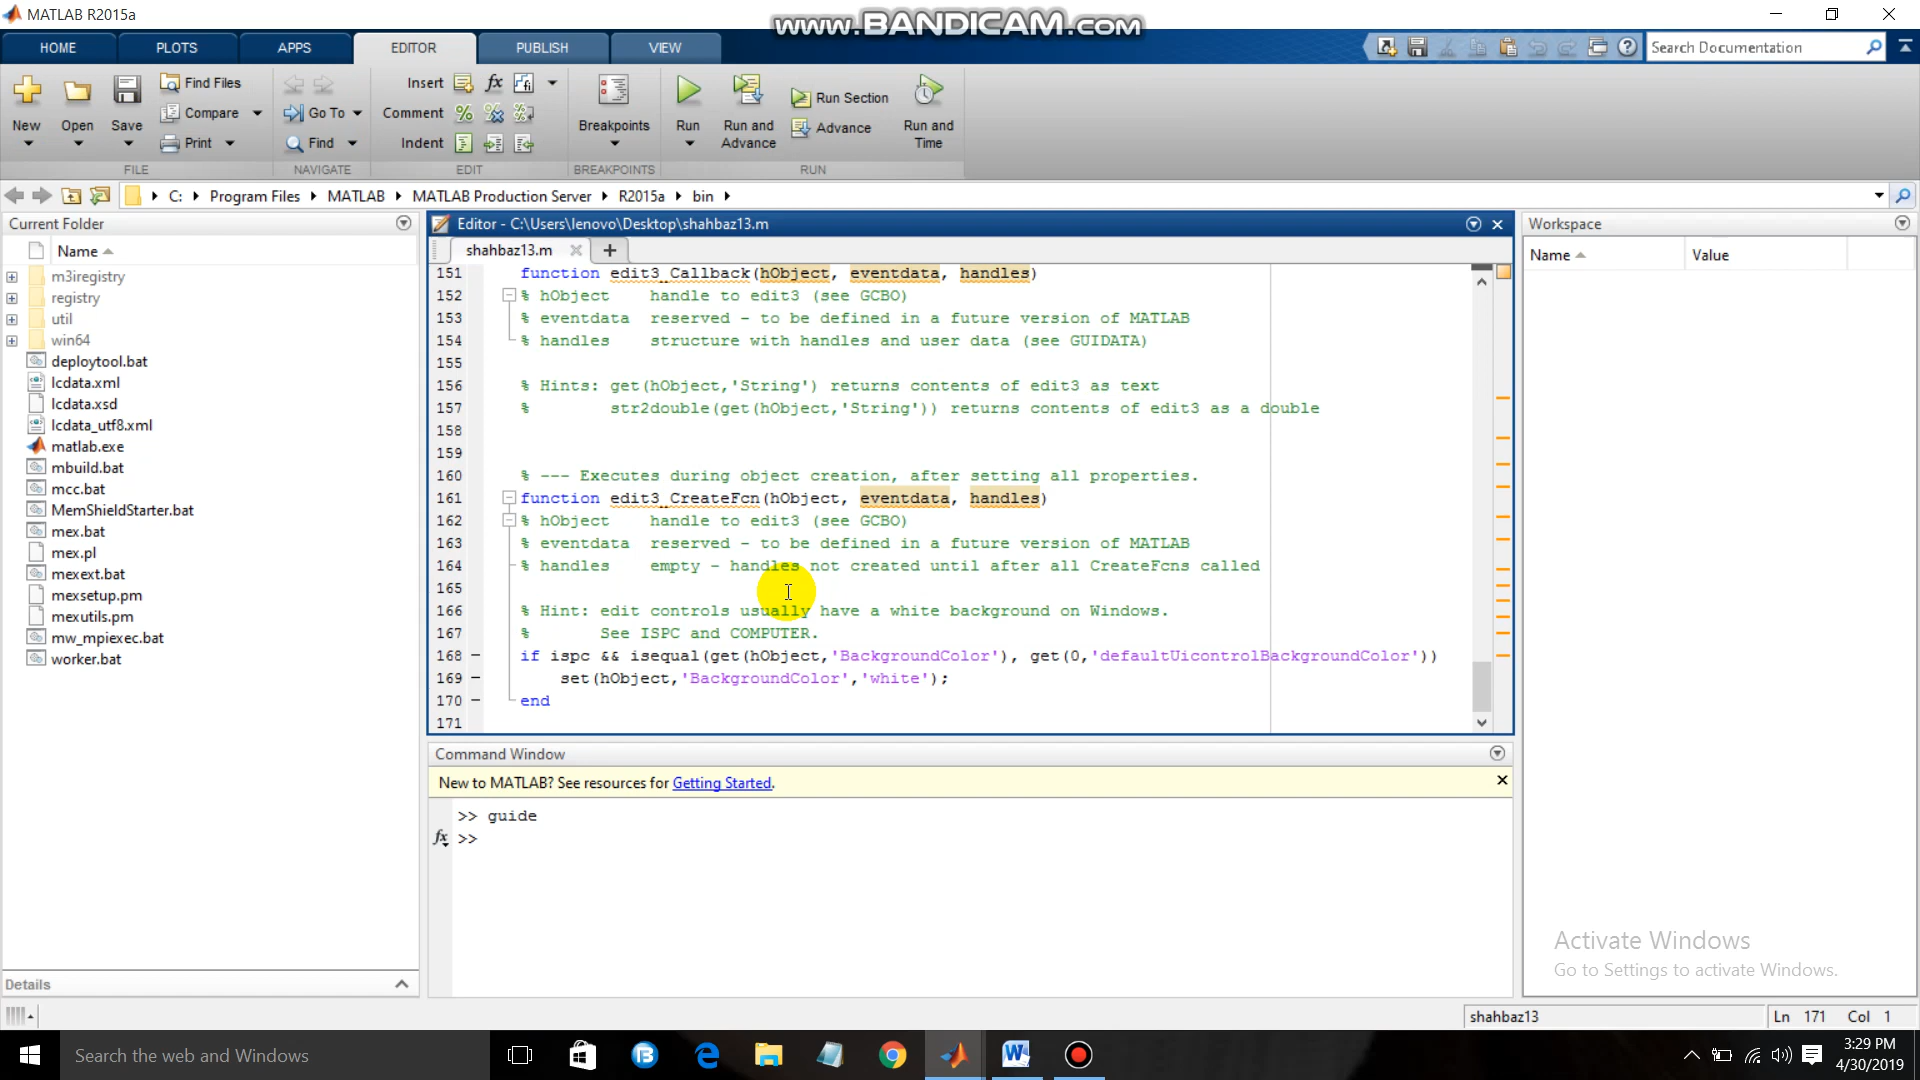 MATLAB R2015a
www.BANDICAM.com
HOME PLOTS APPS EDITOR PUBLISH VIEW
Search Documentation
New Open Save Find Files Compare Print
Go To Find
Insert Comment Indent
Breakpoints
Run Run and Advance Run Section Advance Run and Time
FILE NAVIGATE EDIT BREAKPOINTS RUN
C: Program Files MATLAB MATLAB Production Server R2015a bin
Current Folder
Name
m3iregistry
registry
util
win64
deploytool.bat
lcdata.xml
lcdata.xsd
lcdata_utf8.xml
matlab.exe
mbuild.bat
mcc.bat
MemShieldStarter.bat
mex.bat
mex.pl
mexext.bat
mexsetup.pm
mexutils.pm
mw_mpiexec.bat
worker.bat
Details
Editor - C:\Users\lenovo\Desktop\shahbaz13.m
shahbaz13.m
151 function edit3_Callback(hObject, eventdata, handles)
152 % hObject    handle to edit3 (see GCBO)
153 % eventdata  reserved - to be defined in a future version of MATLAB
154 % handles    structure with handles and user data (see GUIDATA)
155
156 % Hints: get(hObject,'String') returns contents of edit3 as text
157 %        str2double(get(hObject,'String')) returns contents of edit3 as a double
158
159
160 % --- Executes during object creation, after setting all properties.
161 function edit3_CreateFcn(hObject, eventdata, handles)
162 % hObject    handle to edit3 (see GCBO)
163 % eventdata  reserved - to be defined in a future version of MATLAB
164 % handles    empty - handles not created until after all CreateFcns called
165
166 % Hint: edit controls usually have a white background on Windows.
167 %       See ISPC and COMPUTER.
168 - if ispc && isequal(get(hObject,'BackgroundColor'), get(0,'defaultUicontrolBackgroundColor'))
169 -     set(hObject,'BackgroundColor','white');
170 - end
171
Command Window
New to MATLAB? See resources for Getting Started.
>> guide
fx >>
Workspace
Name Value
Activate Windows
Go to Settings to activate Windows.
shahbaz13 Ln 171 Col 1
Search the web and Windows
3:29 PM
4/30/2019